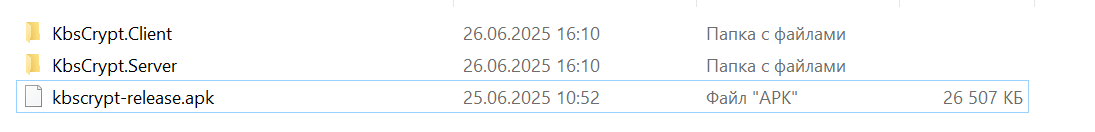 KbsCrypt.Client 26.06.2025 16:10 Папка с файлами
KbsCrypt.Server 26.06.2025 16:10 Папка с файлами
kbscrypt-release.apk 25.06.2025 10:52 Файл "APK" 26 507 КБ